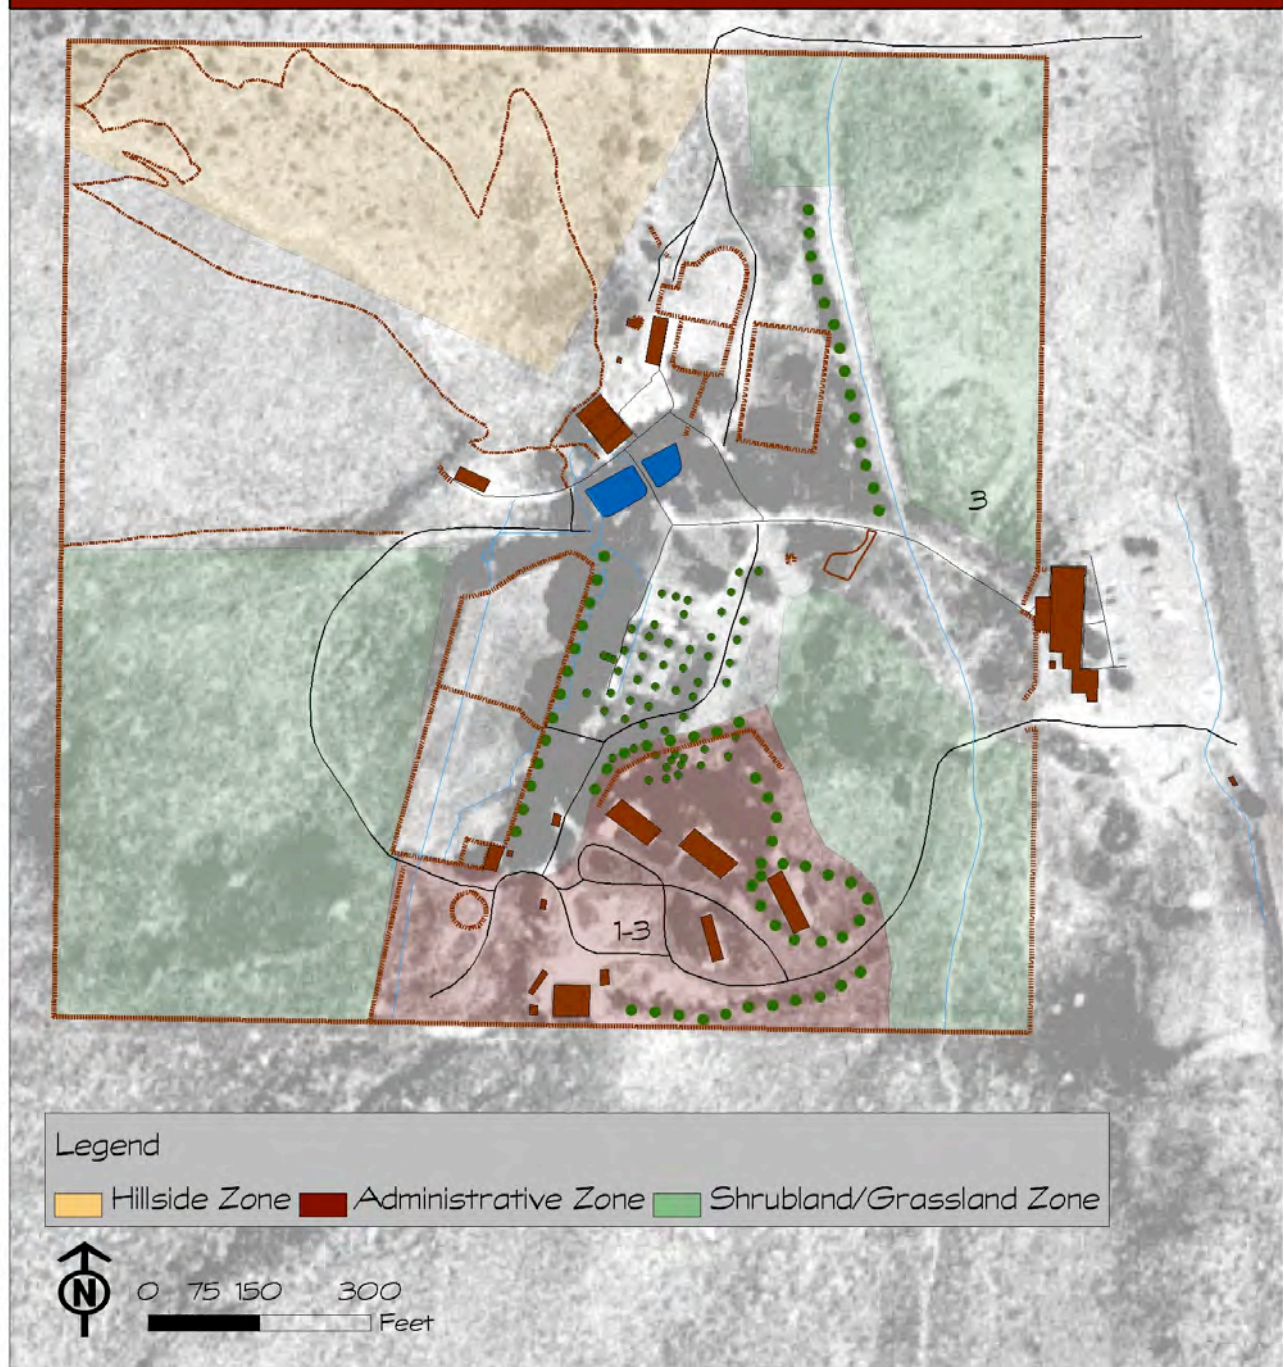 3
1-3
Legend
Hillside Zone Administrative Zone Shrubland/Grassland Zone
N
0 75 150 300
Feet